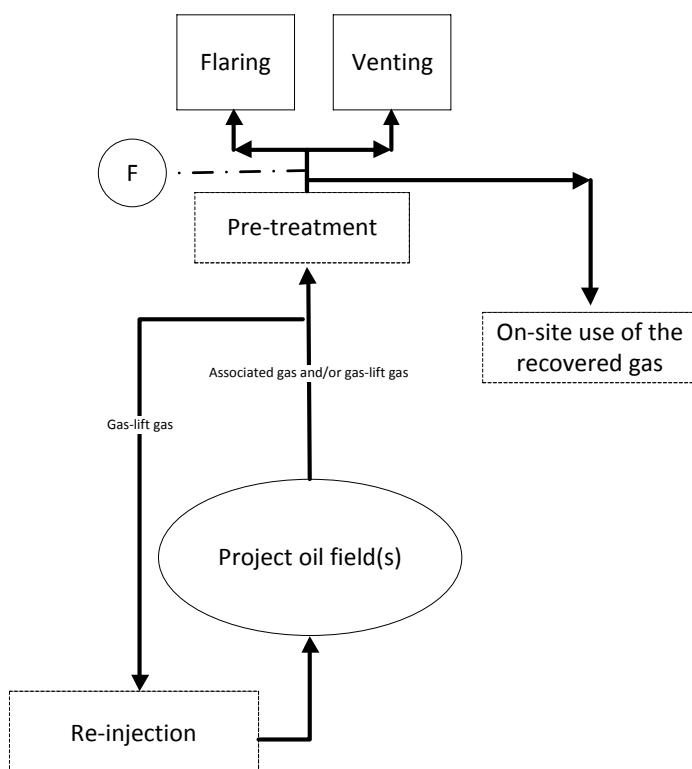 Flaring
Venting
F
Pre-treatment
On-site use of the
recovered gas
Associated gas and/or gas-lift gas
Gas-lift gas
Project oil field(s)
Re-injection